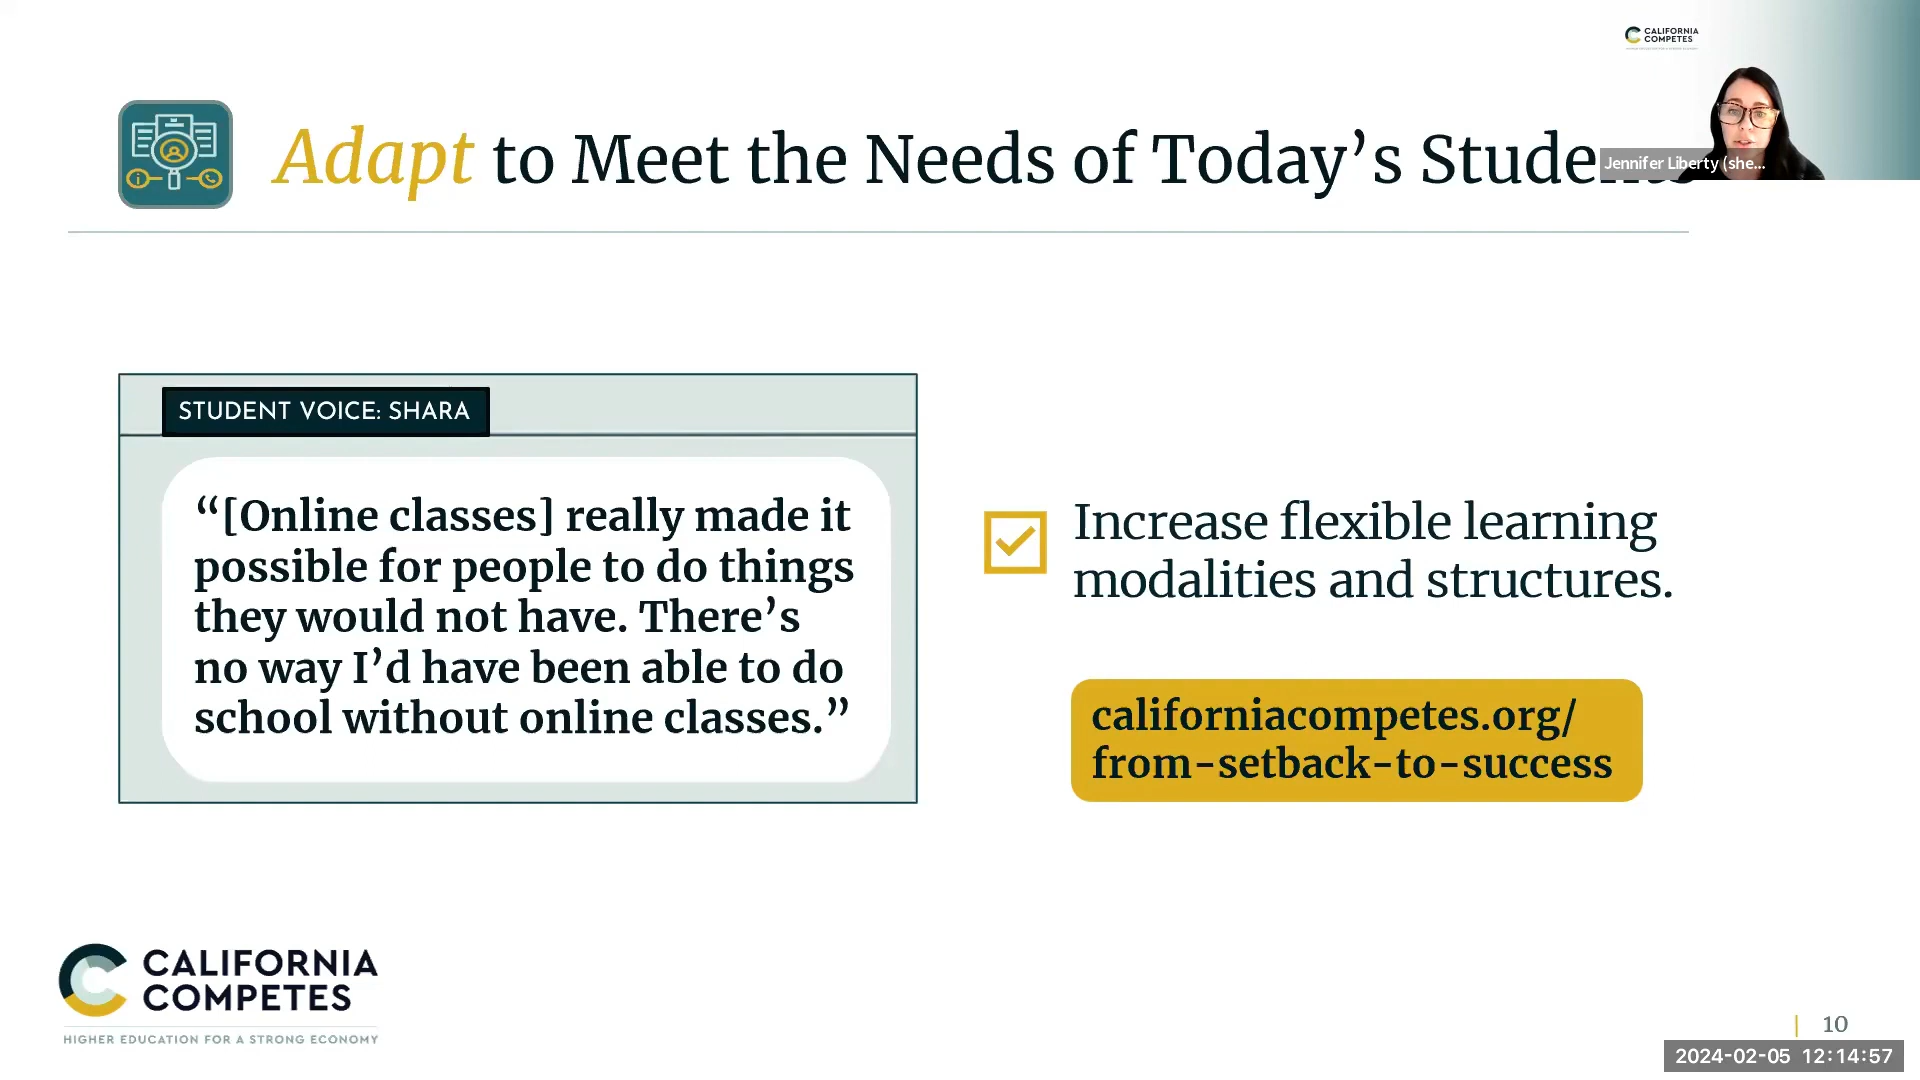 CALIFORNIA
COMPETES
Adapt to Meet the Needs of Today’s
Jennifer Liberty (she...
STUDENT VOICE: SHARA
“[Online classes] really made it
possible for people to do things
they would not have. There’s
no way I’d have been able to do
school without online classes.”
Increase flexible learning
modalities and structures.
californiacompetes.org/
from-setback-to-success
CALIFORNIA
COMPETES
HIGHER EDUCATION FOR A STRONG ECONOMY
10
2024-02-05 12:14:57